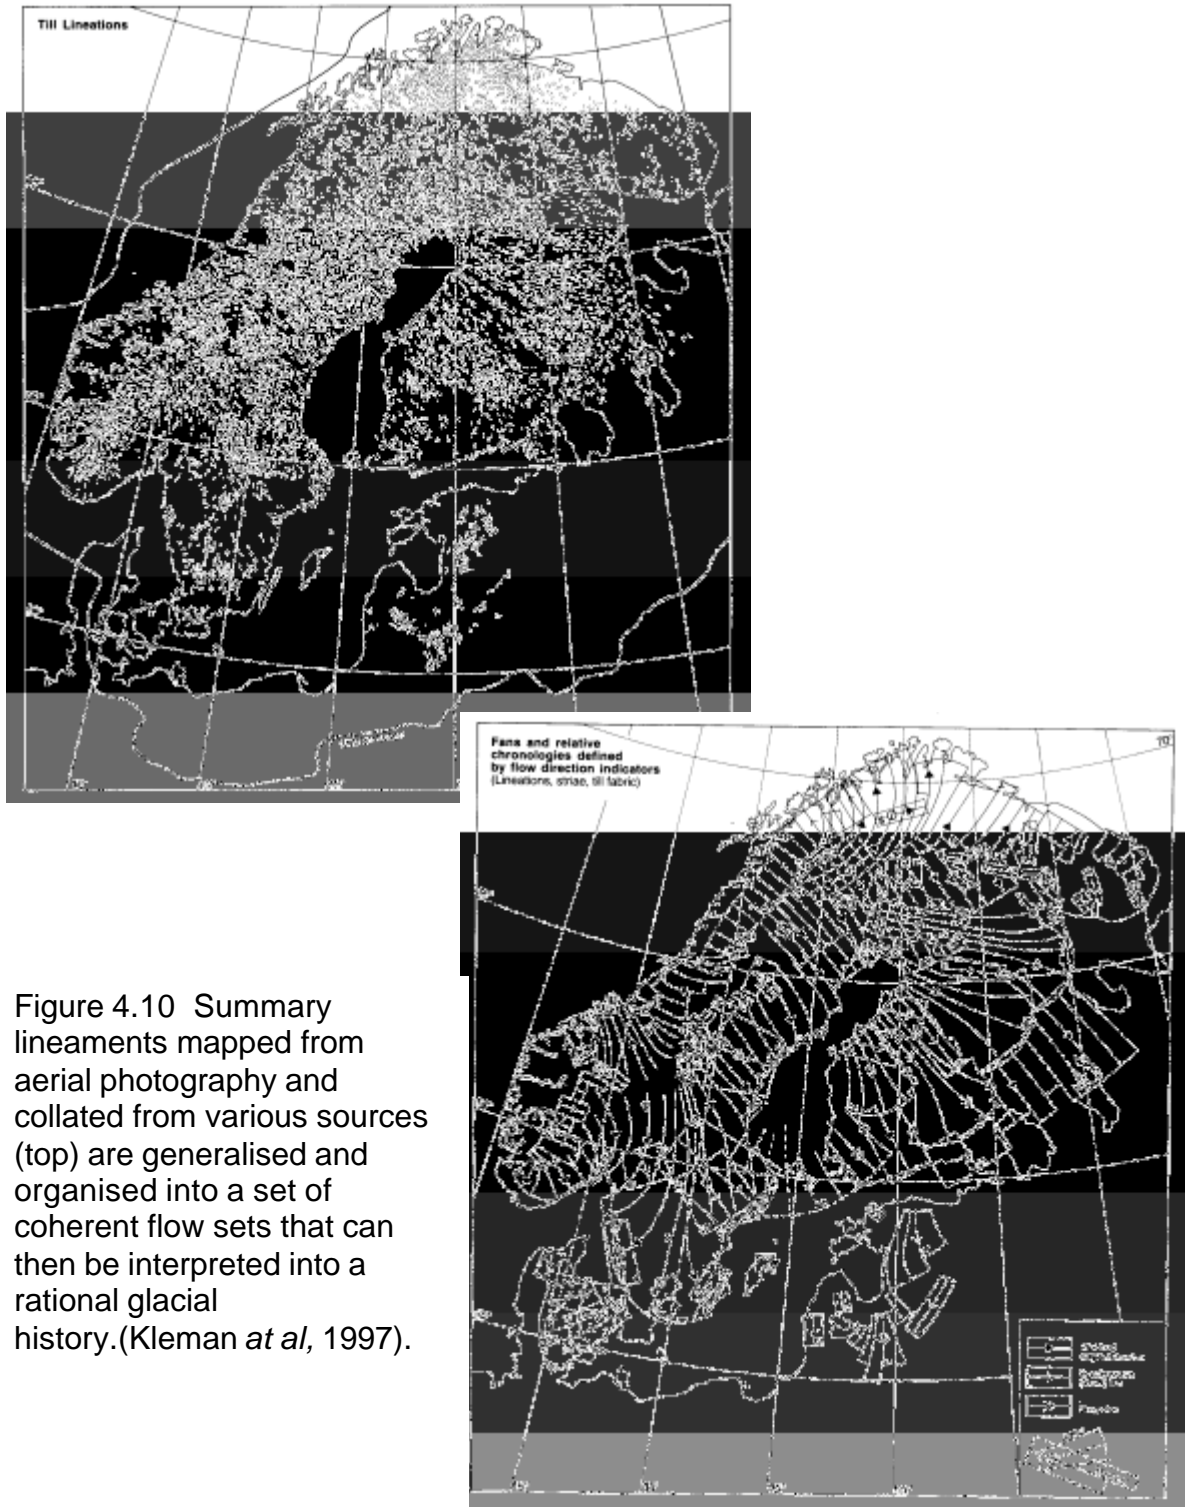 Till Lineations
Fans and relative
chronologies defined
by flow direction indicators
(Lineations, striae, till fabric)
Figure 4.10 Summary
lineaments mapped from
aerial photography and
collated from various sources
(top) are generalised and
organised into a set of
coherent flow sets that can
then be interpreted into a
rational glacial
history.(Kleman at al, 1997).